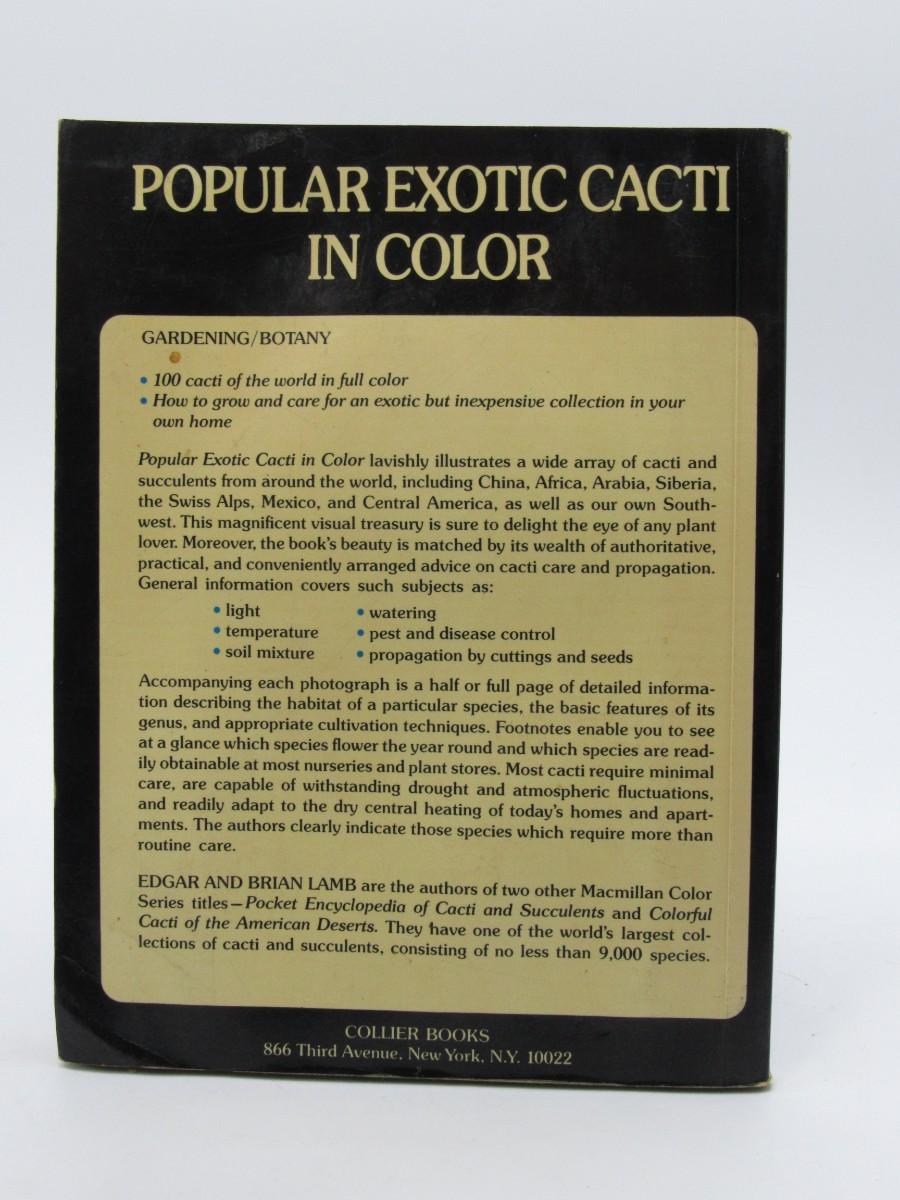 POPULAR EXOTIC CACTI
IN COLOR
GARDENING/BOTANY
• 100 cacti of the world in full color
• How to grow and care for an exotic but inexpensive collection in your
own home
Popular Exotic Cacti in Color lavishly illustrates a wide array of cacti and
succulents from around the world, including China, Africa, Arabia, Siberia,
the Swiss Alps, Mexico, and Central America, as well as our own South-
west. This magnificent visual treasury is sure to delight the eye of any plant
lover. Moreover, the book's beauty is matched by its wealth of authoritative,
practical, and conveniently arranged advice on cacti care and propagation.
General information covers such subjects as:
• light
• temperature
• soil mixture
• watering
• pest and disease control
• propagation by cuttings and seeds
Accompanying each photograph is a half or full page of detailed informa-
tion describing the habitat of a particular species, the basic features of its
genus, and appropriate cultivation techniques. Footnotes enable you to see
at a glance which species flower the year round and which species are read-
ily obtainable at most nurseries and plant stores. Most cacti require minimal
care, are capable of withstanding drought and atmospheric fluctuations,
and readily adapt to the dry central heating of today's homes and apart-
ments. The authors clearly indicate those species which require more than
routine care.
EDGAR AND BRIAN LAMB are the authors of two other Macmillan Color
Series titles—Pocket Encyclopedia of Cacti and Succulents and Colorful
Cacti of the American Deserts. They have one of the world's largest col-
lections of cacti and succulents, consisting of no less than 9,000 species.
COLLIER BOOKS
866 Third Avenue, New York, N.Y. 10022